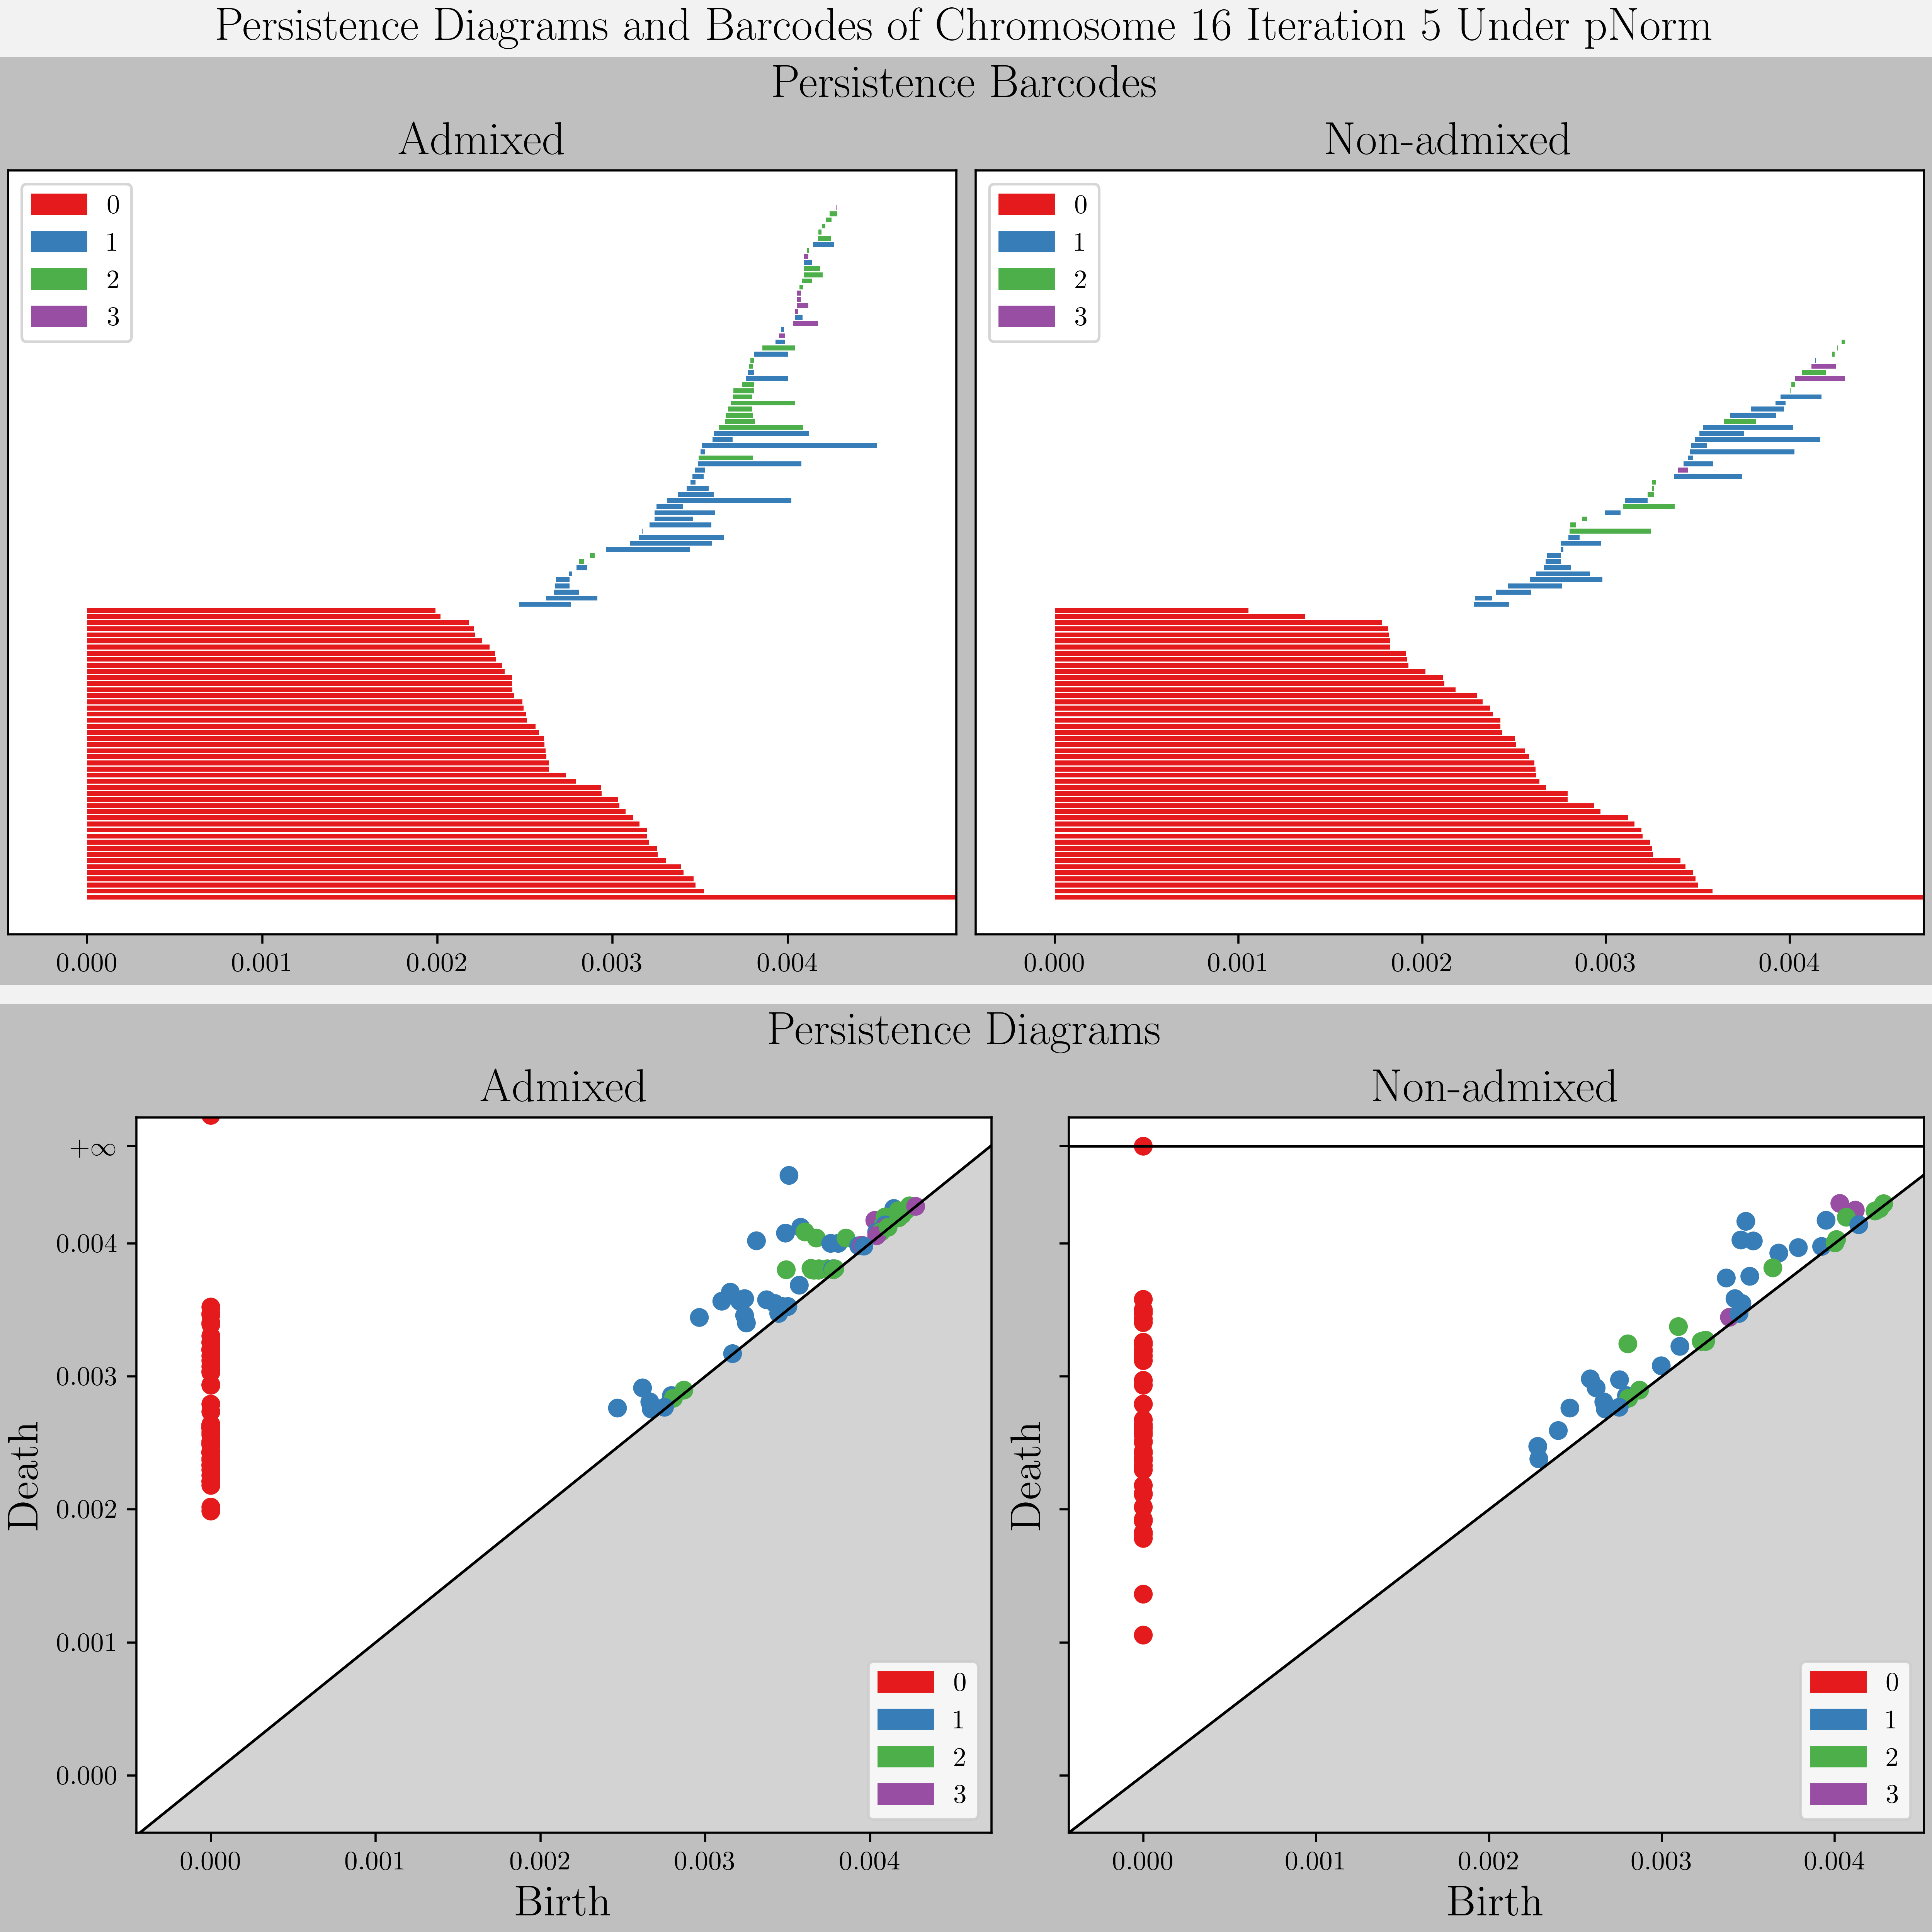 Persistence Diagrams and Barcodes of Chromosome 16 Iteration 5 Under pNorm
Persistence Barcodes
Admixed
0
1
2
3
0.000 0.001 0.002 0.003 0.004
Non-admixed
0
1
2
3
0.000 0.001 0.002 0.003 0.004
Persistence Diagrams
Admixed
+∞
0.004
0.003
0.002
0.001
0.000
Death
0
1
2
3
0.000 0.001 0.002 0.003 0.004
Birth
Non-admixed
Death
0
1
2
3
0.000 0.001 0.002 0.003 0.004
Birth